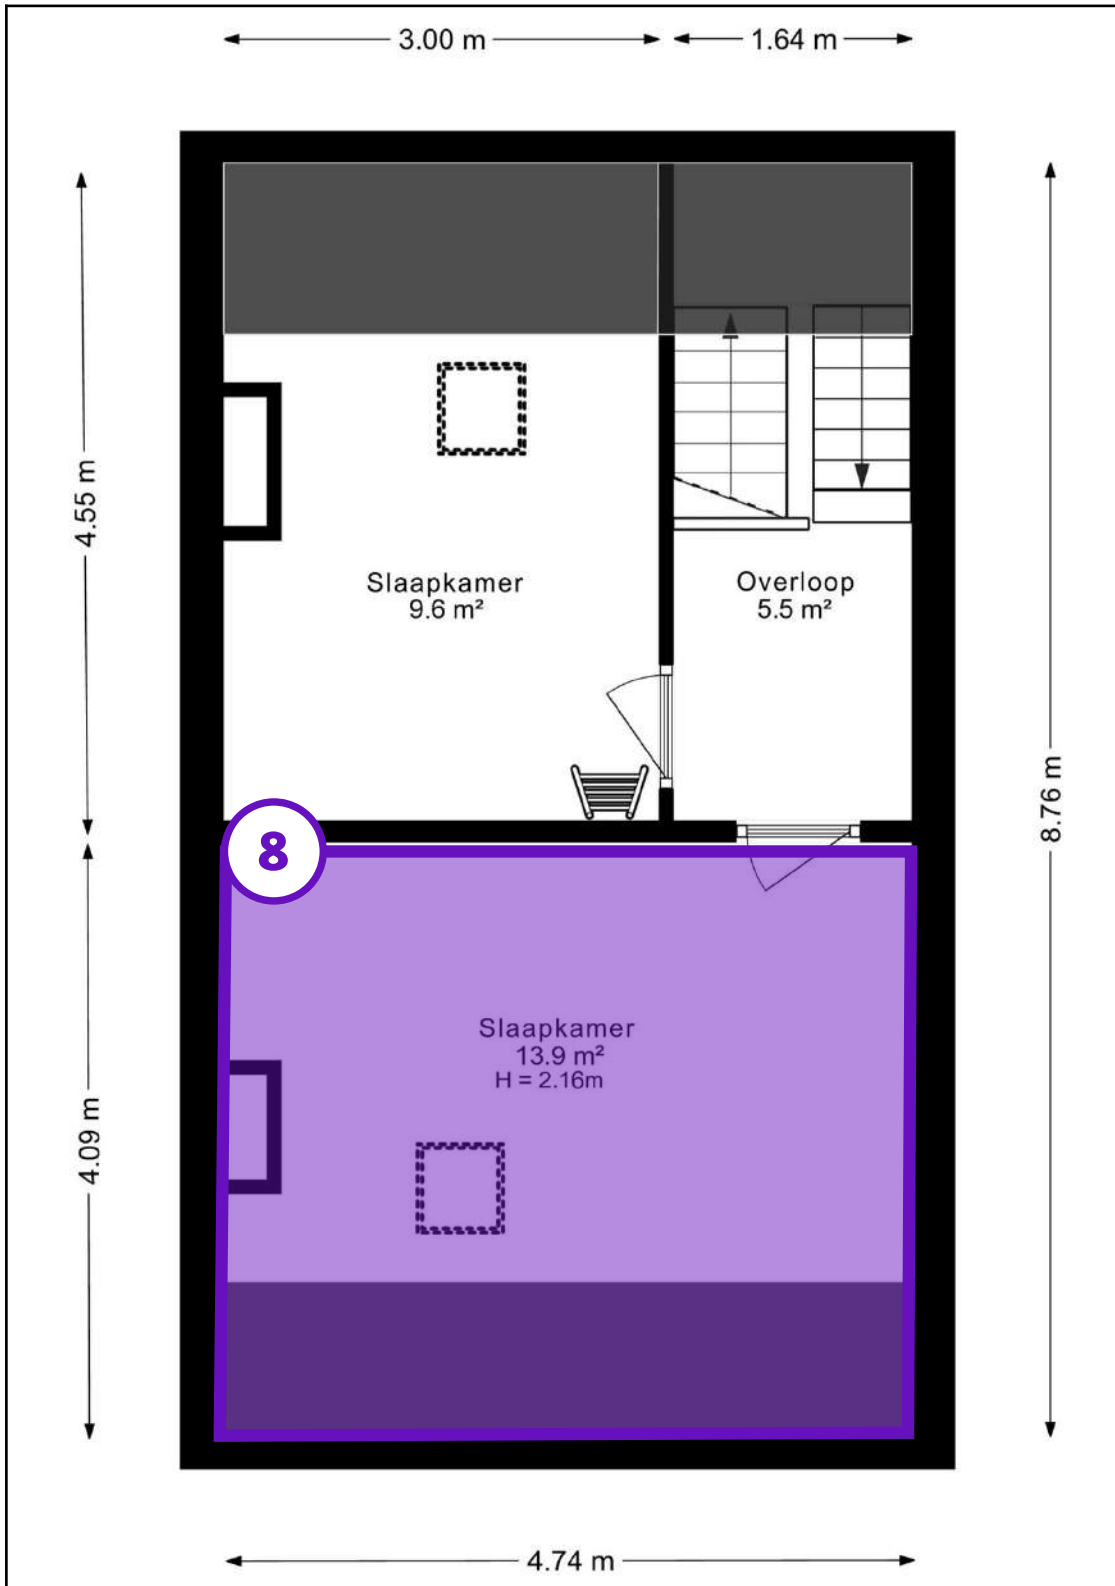 3.00 m
1.64 m
4.55 m
Slaapkamer
9.6 m²
Overloop
5.5 m²
8.76 m
8
Slaapkamer
13.9 m²
H = 2.16m
4.09 m
4.74 m